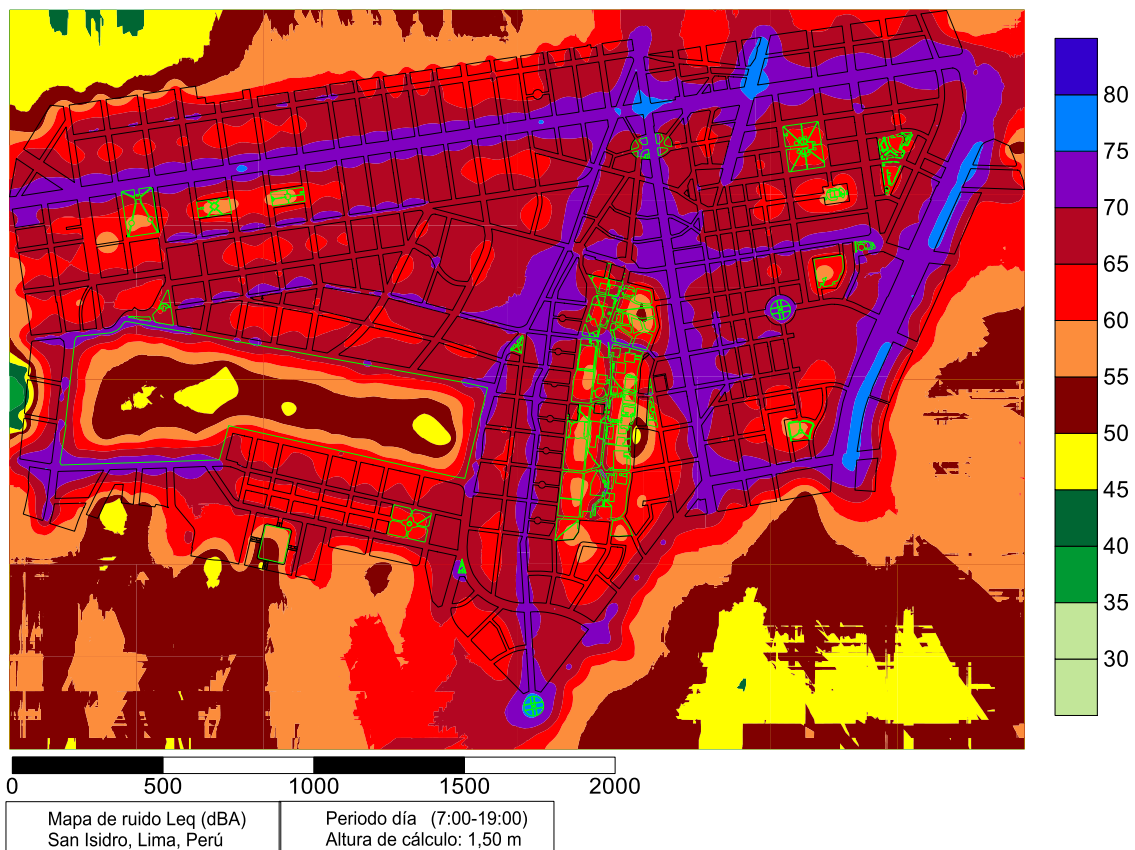 80
75
70
65
60
55
50
45
40
35
30
0 500 1000 1500 2000
Mapa de ruido Leq (dBA)
San Isidro, Lima, Perú
Periodo día (7:00-19:00)
Altura de cálculo: 1,50 m